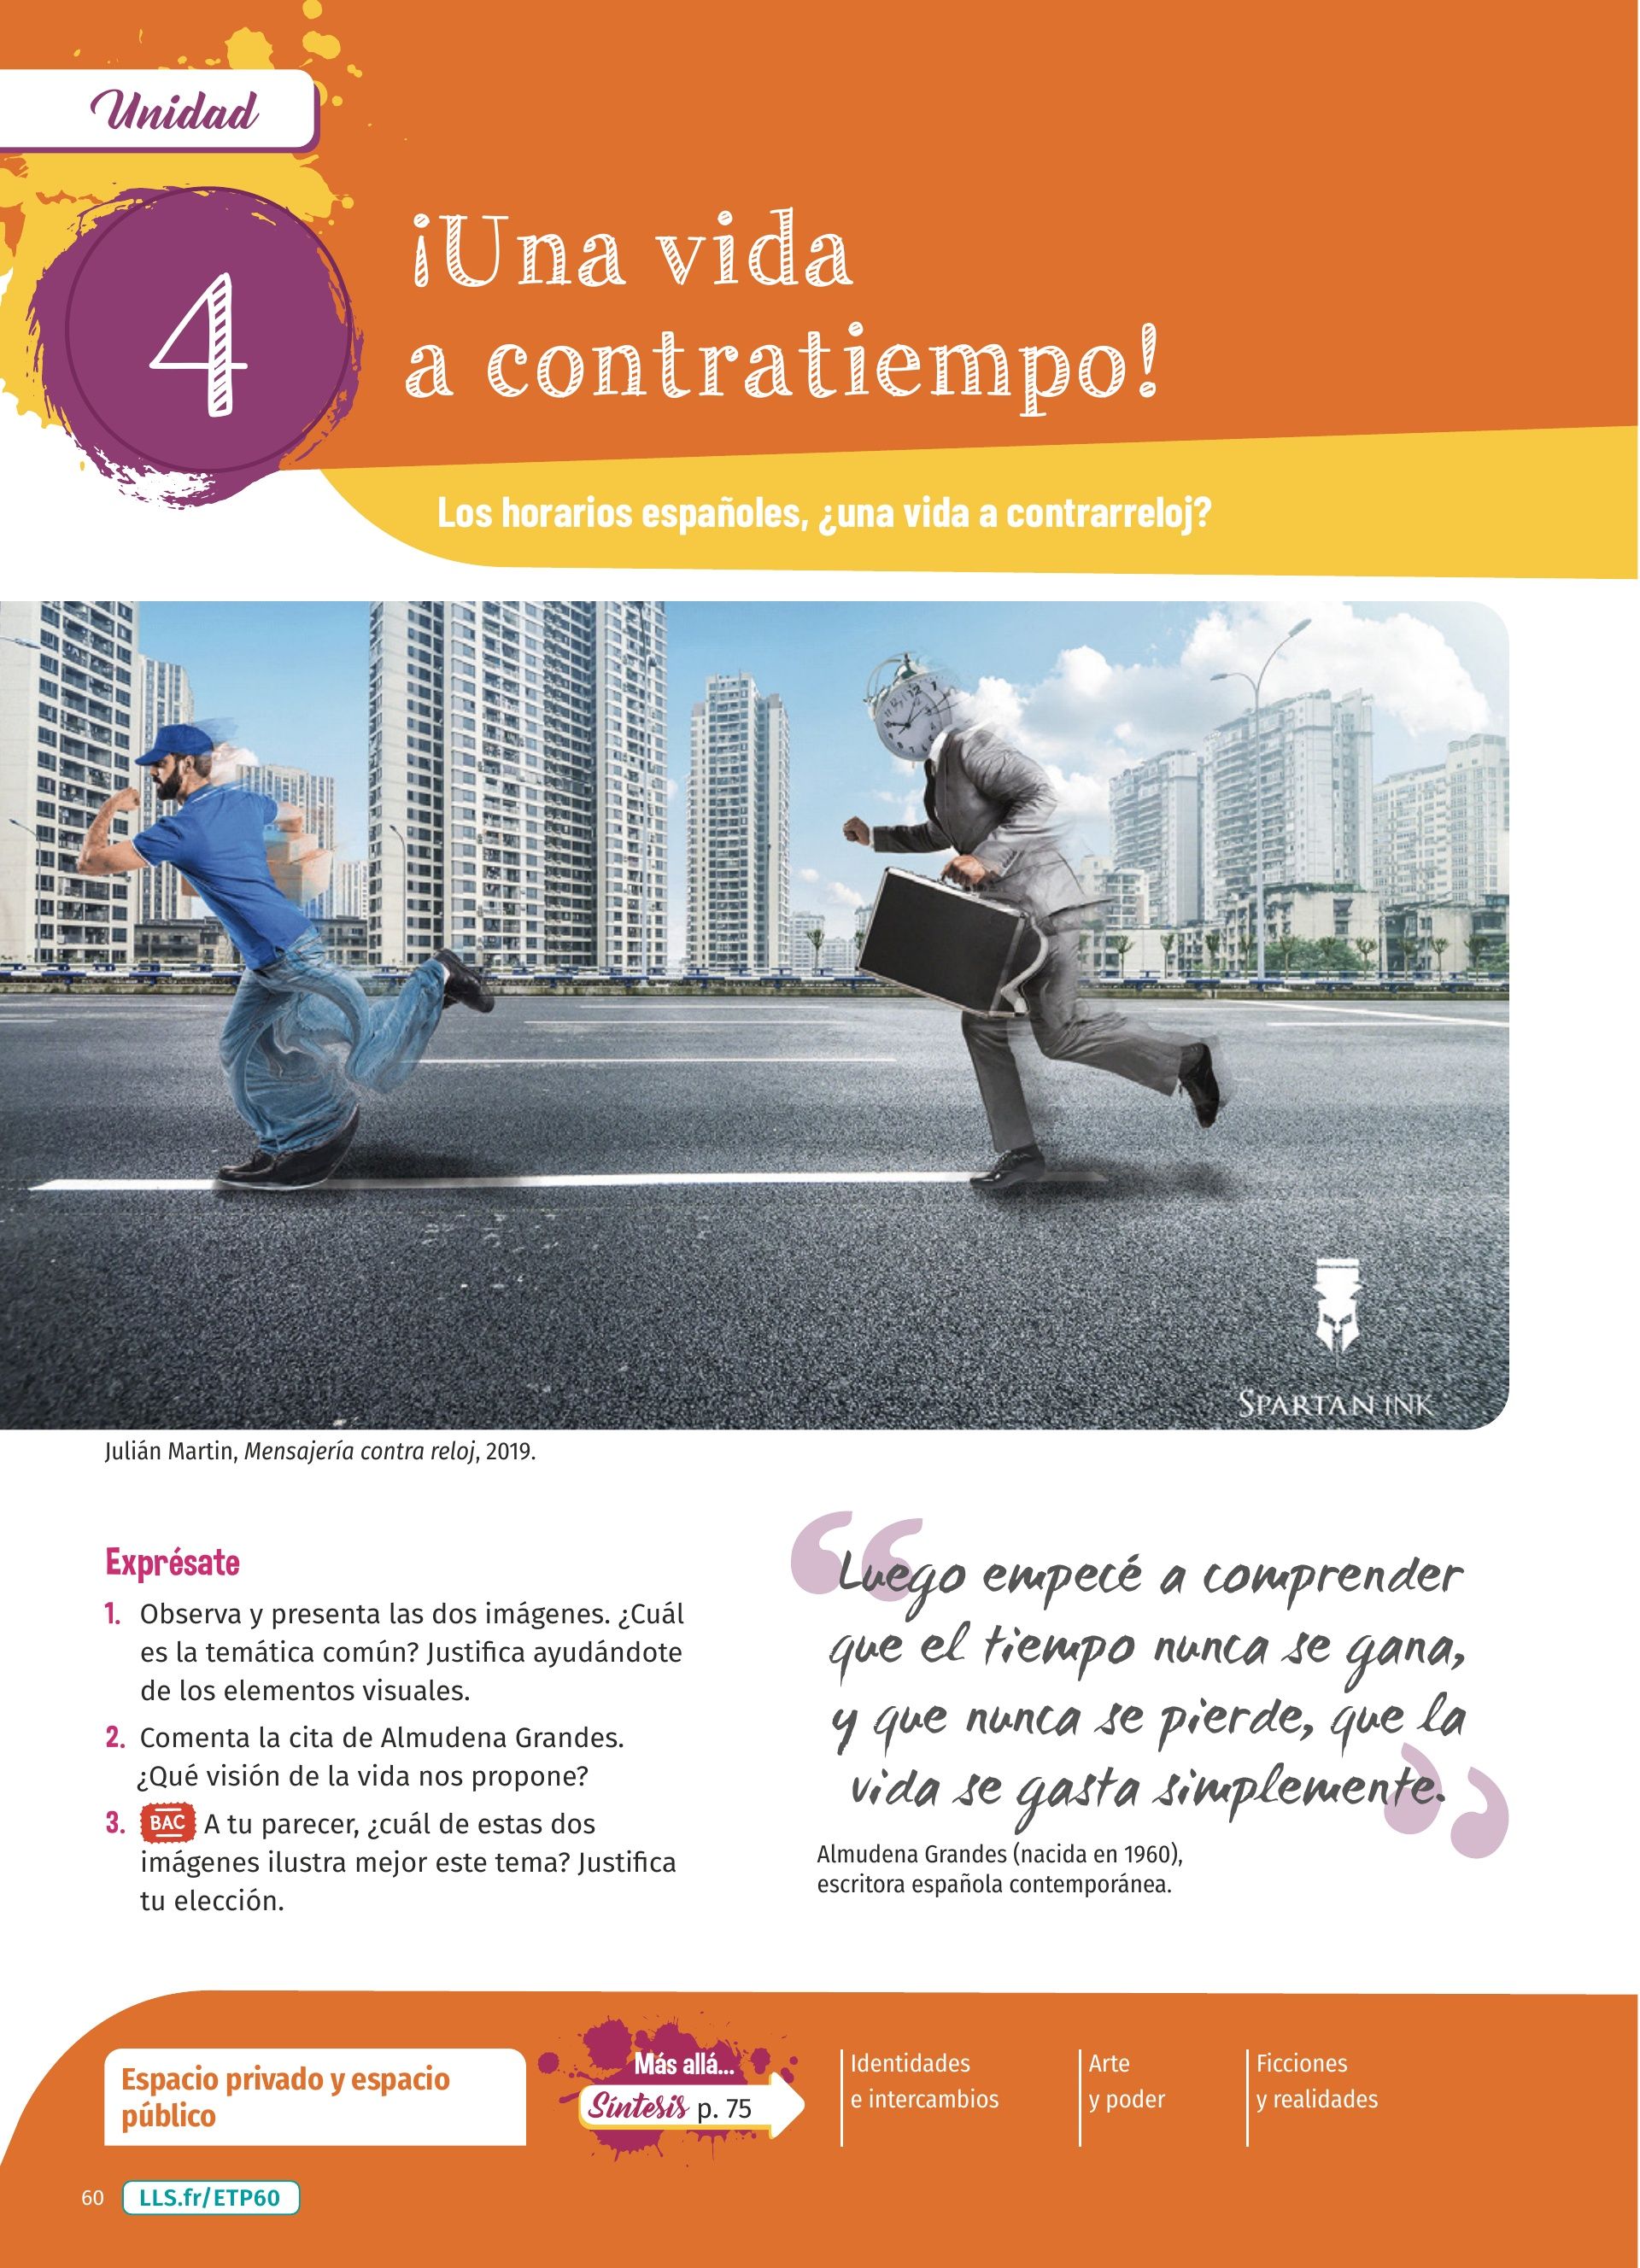 Unidad
4
¡Una vida
a contratiempo!
Los horarios españoles, ¿una vida a contrarreloj?
SPARTAN INK
Julián Martin, Mensajería contra reloj, 2019.
Exprésate
1. Observa y presenta las dos imágenes. ¿Cuál
es la temática común? Justifica ayudándote
de los elementos visuales.
2. Comenta la cita de Almudena Grandes.
¿Qué visión de la vida nos propone?
3. BAC A tu parecer, ¿cuál de estas dos
imágenes ilustra mejor este tema? Justifica
tu elección.
“Luego empecé a comprender
que el tiempo nunca se gana,
y que nunca se pierde, que la
vida se gasta simplemente.”
Almudena Grandes (nacida en 1960),
escritora española contemporánea.
Espacio privado y espacio
público
Más allá...
Síntesis p. 75
Identidades
e intercambios
Arte
y poder
Ficciones
y realidades
60 LLS.fr/ETP60